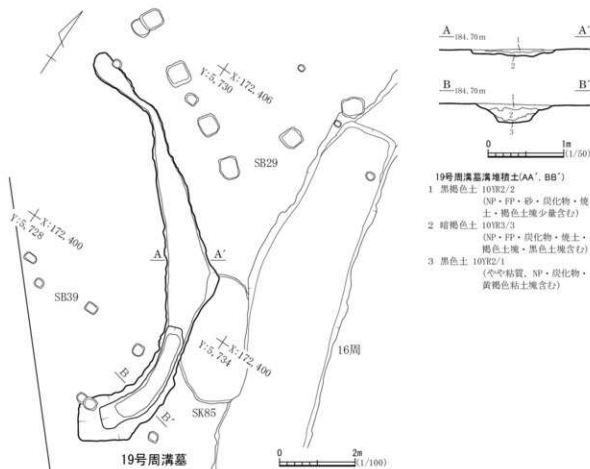 X:172,406
Y:5,730
SB29
X:172,400
Y:5,728
SB39
A
A'
SK85
X:172,400
Y:5,734
16周
B
B'
19号周溝墓
0 2m
(1/100)
A 184.70m A'
1
2
B 184.70m B'
1
2
3
0 1m
(1/50)
19号周溝墓溝堆積土(AA'. BB')
1 黒褐色土 10YR2/2
(NP・FP・砂・炭化物・焼
土・褐色土塊少量含む)
2 暗褐色土 10YR3/3
(NP・FP・炭化物・焼土・
褐色土塊・黒色土塊含む)
3 黒色土 10YR2/1
(やや粘質、NP・炭化物・
黄褐色粘土塊含む)